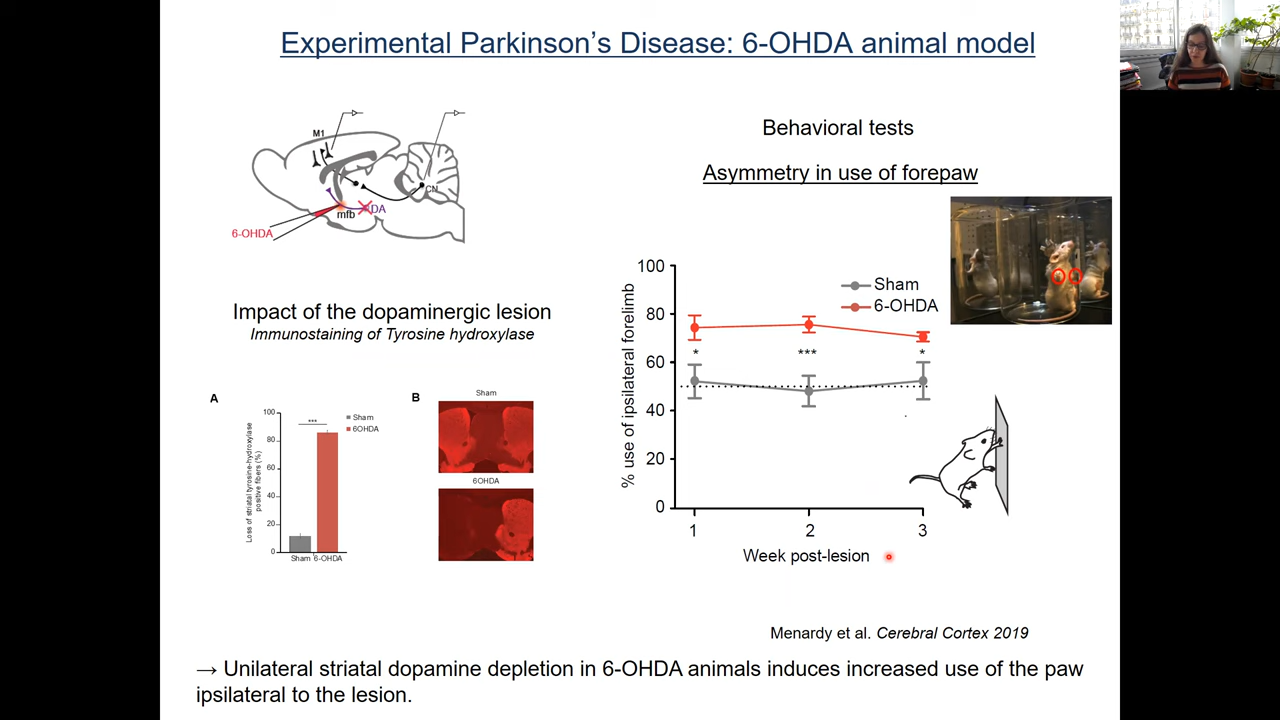 Experimental Parkinson's Disease: 6-OHDA animal model
M1
CN
mfb
DA
6-OHDA
Impact of the dopaminergic lesion
Immunostaining of Tyrosine hydroxylase
A
Loss of striatal tyrosine-hydroxylase
positive fibers (%)
100
80
60
40
20
0
***
Sham
6OHDA
Sham 6-OHDA
B
Sham
6OHDA
Behavioral tests
Asymmetry in use of forepaw
% use of ipsilateral forelimb
100
80
60
40
20
0
Sham
6-OHDA
* *** *
1 2 3
Week post-lesion
Menardy et al. Cerebral Cortex 2019
→ Unilateral striatal dopamine depletion in 6-OHDA animals induces increased use of the paw
ipsilateral to the lesion.